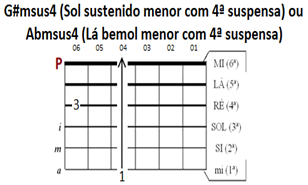 G#msus4 (Sol sustenido menor com 4ª suspensa) ou
Abmsus4 (Lá bemol menor com 4ª suspensa)
06 05 04 03 02 01
P MI (6ª)
LÁ (5ª)
3 RÉ (4ª)
i SOL (3ª)
m SI (2ª)
a 1 mi (1ª)